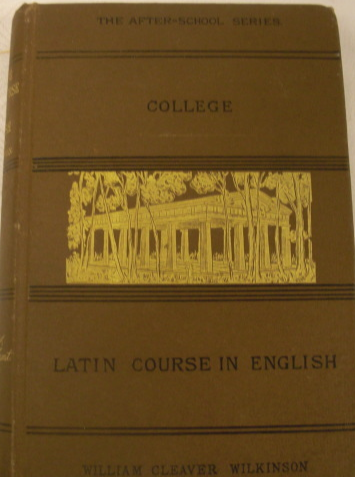 THE AFTER-SCHOOL SERIES.
COLLEGE
LATIN COURSE IN ENGLISH
WILLIAM CLEAVER WILKINSON